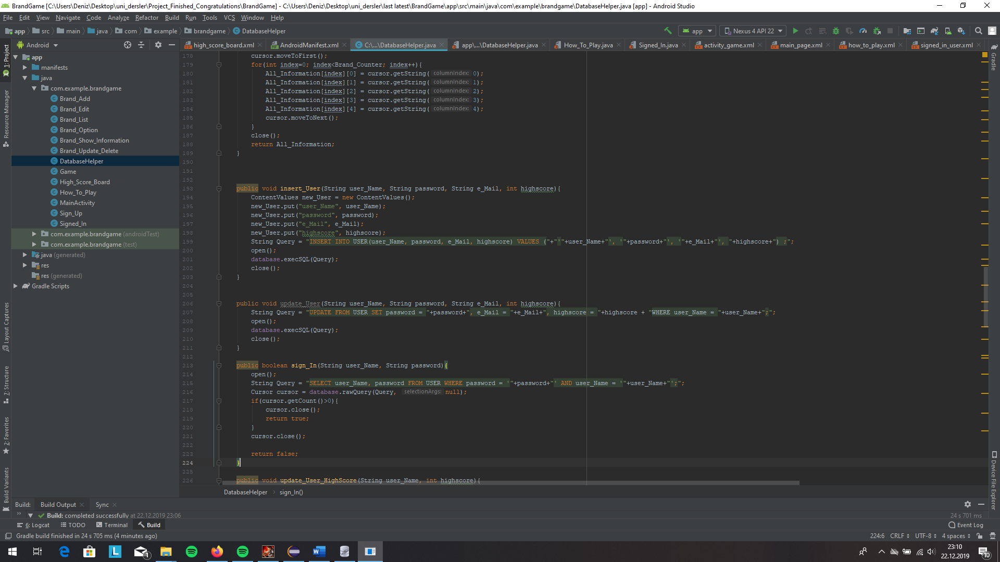 BrandGame [C:\Users\Deniz\Desktop\uni_dersler\Project_Finished_Congratulations\BrandGame] - C:\Users\Deniz\Desktop\uni_dersler\last latest\BrandGame\app\src\main\java\com\example\brandgame\DatabaseHelper.java [app] - Android Studio
File Edit View Navigate Code Analyze Refactor Build Run Tools VCS Window Help
app src main java com example brandgame DatabaseHelper app Nexus 4 API 22
Android
high_score_board.xml AndroidManifest.xml C:\...\DatabaseHelper.java app\...\DatabaseHelper.java How_To_Play.java Signed_In.java activity_game.xml main_page.xml how_to_play.xml signed_in_user.xml
1: Project
Resource Manager
Layout Captures
7: Structure
2: Favorites
Build Variants
app
manifests
java
com.example.brandgame
Brand_Add
Brand_Edit
Brand_List
Brand_Option
Brand_Show_Information
Brand_Update_Delete
DatabaseHelper
Game
High_Score_Board
How_To_Play
MainActivity
Sign_Up
Signed_In
com.example.brandgame (androidTest)
com.example.brandgame (test)
java (generated)
res
res (generated)
Gradle Scripts
178 cursor.moveToFirst();
179 for(int index=0; index<Brand_Counter; index++){
180 All_Information[index][0] = cursor.getString( columnIndex: 0);
181 All_Information[index][1] = cursor.getString( columnIndex: 1);
182 All_Information[index][2] = cursor.getString( columnIndex: 2);
183 All_Information[index][3] = cursor.getString( columnIndex: 3);
184 All_Information[index][4] = cursor.getString( columnIndex: 4);
185 cursor.moveToNext();
186 }
187 close();
188 return All_Information;
189 }
190
191
192
193 public void insert_User(String user_Name, String password, String e_Mail, int highscore){
194 ContentValues new_User = new ContentValues();
195 new_User.put("user_Name", user_Name);
196 new_User.put("password", password);
197 new_User.put("e_Mail", e_Mail);
198 new_User.put("highscore", highscore);
199 String Query = "INSERT INTO USER(user_Name, password, e_Mail, highscore) VALUES ("+"'"+user_Name+"', '"+password+"', '"+e_Mail+"', "+highscore+") ;";
200 open();
201 database.execSQL(Query);
202 close();
203 }
204
205
206 public void update_User(String user_Name, String password, String e_Mail, int highscore){
207 String Query = "UPDATE FROM USER SET password = "+password+", e_Mail = "+e_Mail+", highscore = "+highscore + "WHERE user_Name = "+user_Name+";";
208 open();
209 database.execSQL(Query);
210 close();
211 }
212
213 public boolean sign_In(String user_Name, String password){
214 open();
215 String Query = "SELECT user_Name, password FROM USER WHERE password = '"+password+"' AND user_Name = '"+user_Name+"';";
216 Cursor cursor = database.rawQuery(Query, selectionArgs: null);
217 if(cursor.getCount()>0){
218 cursor.close();
219 return true;
220 }
221 cursor.close();
222
223 return false;
224 }
225
226 public void update_User_HighScore(String user_Name, int highscore){
DatabaseHelper sign_In()
Gradle
Device File Explorer
Build: Build Output Sync
Build: completed successfully at 22.12.2019 23:06 24 s 701 ms
6: Logcat TODO Terminal Build Event Log
Gradle build finished in 24 s 705 ms (4 minutes ago) 224:6 CRLF UTF-8 4 spaces
L 1 W
23:10
22.12.2019
10